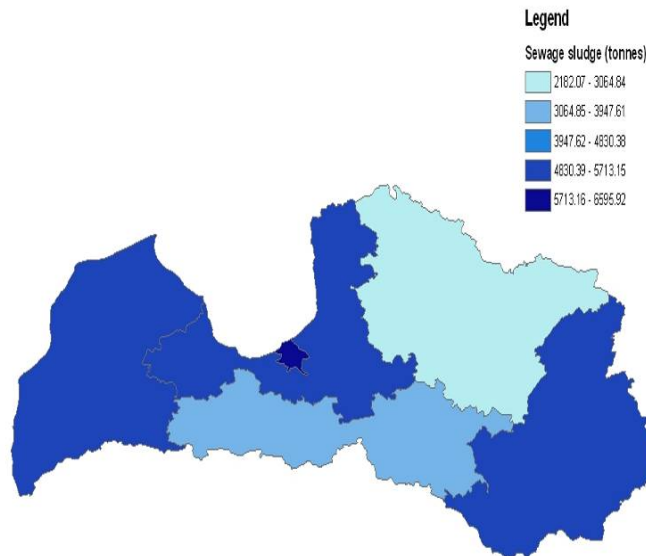 Legend
Sewage sludge (tonnes)
2182.07 - 3064.84
3064.85 - 3947.61
3947.62 - 4830.38
4830.39 - 5713.15
5713.16 - 6595.92